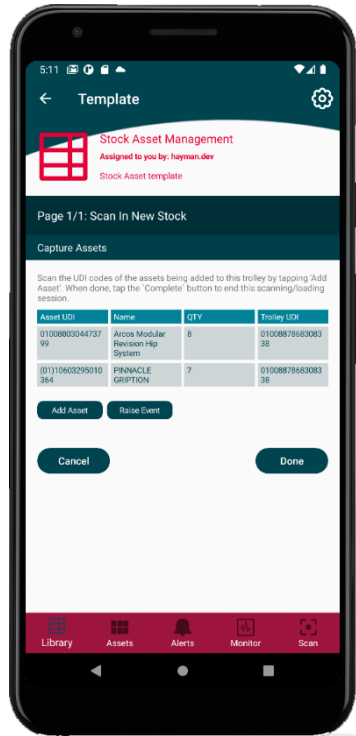 5:11
Template
Stock Asset Management
Assigned to you by: hayman.dev
Stock Asset template
Page 1/1: Scan In New Stock
Capture Assets
Scan the UDI codes of the assets being added to this trolley by tapping 'Add
Asset'. When done, tap the `Complete` button to end this scanning/loading
session.
Asset UDI Name QTY Trolley UDI
01008803044737 Arcos Modular 8 01008878683083
99 Revision Hip 38
System
(01)10603295010 PINNACLE 7 01008878683083
364 GRIPTION 38
Add Asset Raise Event
Cancel Done
Library Assets Alerts Monitor Scan